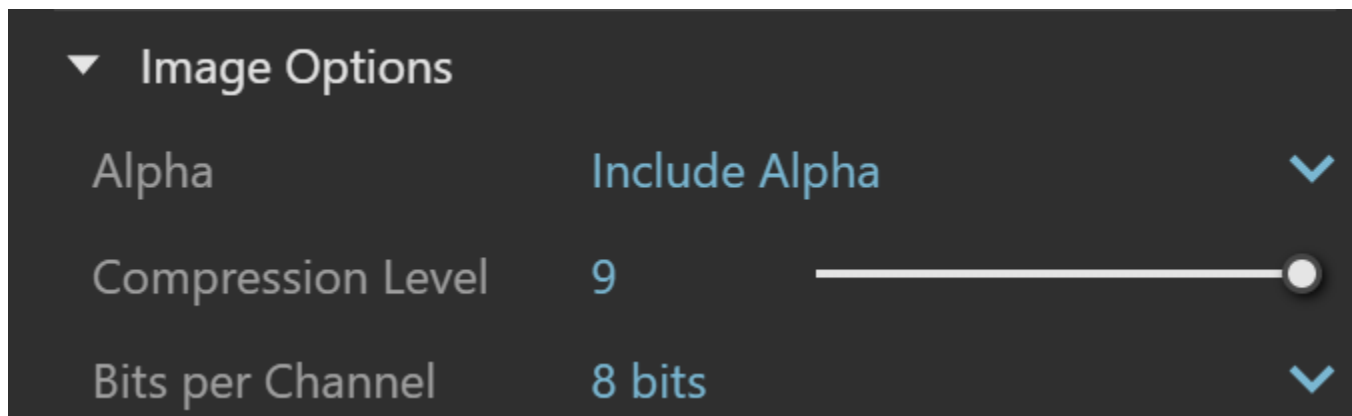 Image Options
Alpha Include Alpha
Compression Level 9
Bits per Channel 8 bits